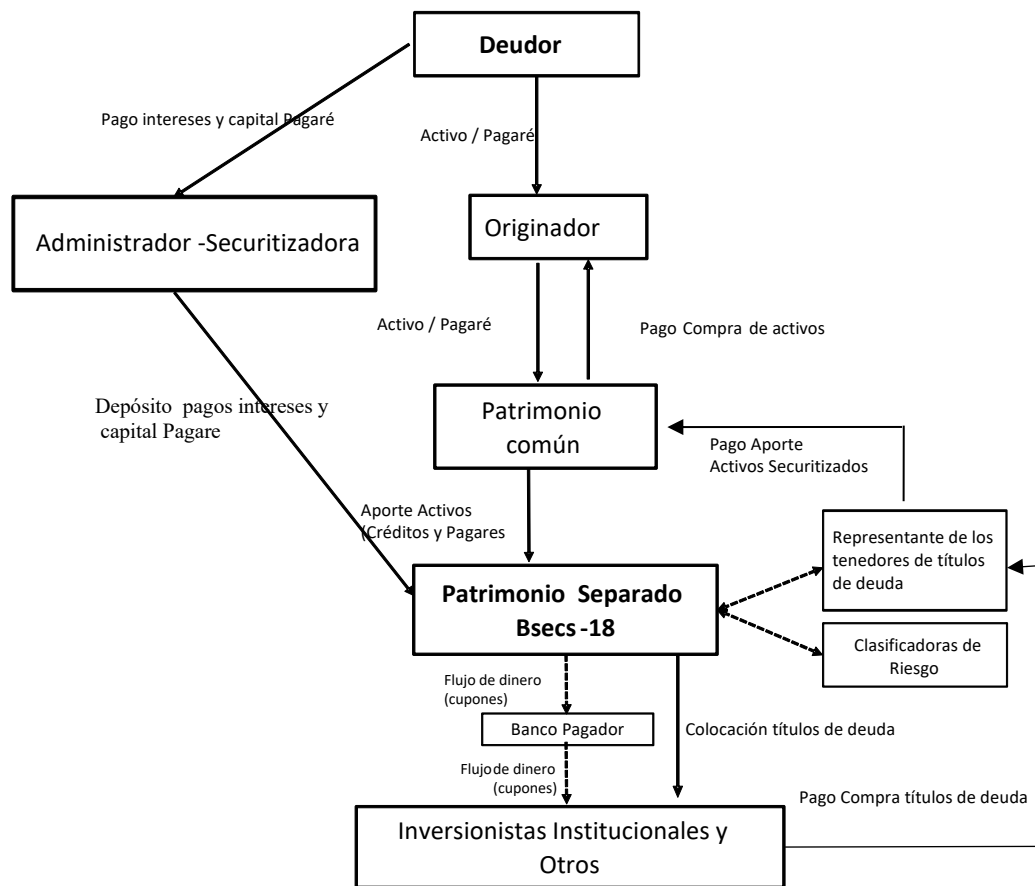 Deudor
Pago intereses y capital Pagaré
Activo / Pagaré
Administrador -Securitizadora
Originador
Activo / Pagaré
Pago Compra de activos
Depósito pagos intereses y
capital Pagare
Patrimonio
común
Pago Aporte
Activos Securitizados
Aporte Activos
(Créditos y Pagares
Representante de los
tenedores de títulos
de deuda
Patrimonio Separado
Bsecs -18
Clasificadoras de
Riesgo
Flujo de dinero
(cupones)
Banco Pagador
Colocación títulos de deuda
Flujo de dinero
(cupones)
Pago Compra títulos de deuda
Inversionistas Institucionales y
Otros